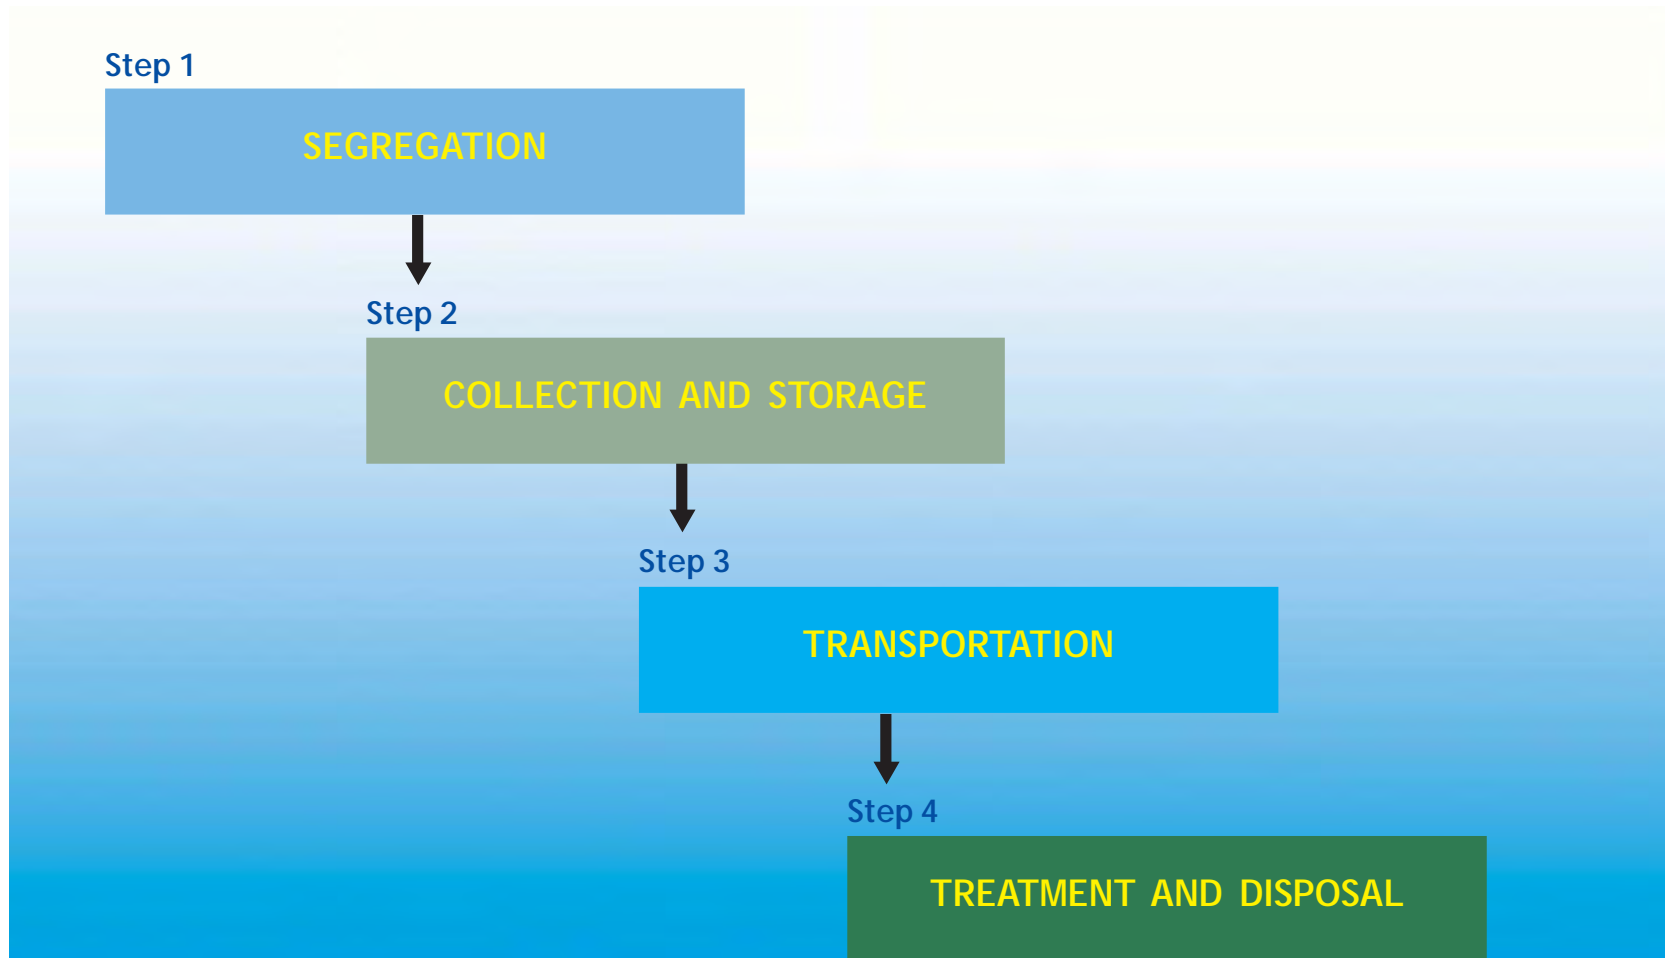 Step 1
SEGREGATION
Step 2
COLLECTION AND STORAGE
Step 3
TRANSPORTATION
Step 4
TREATMENT AND DISPOSAL